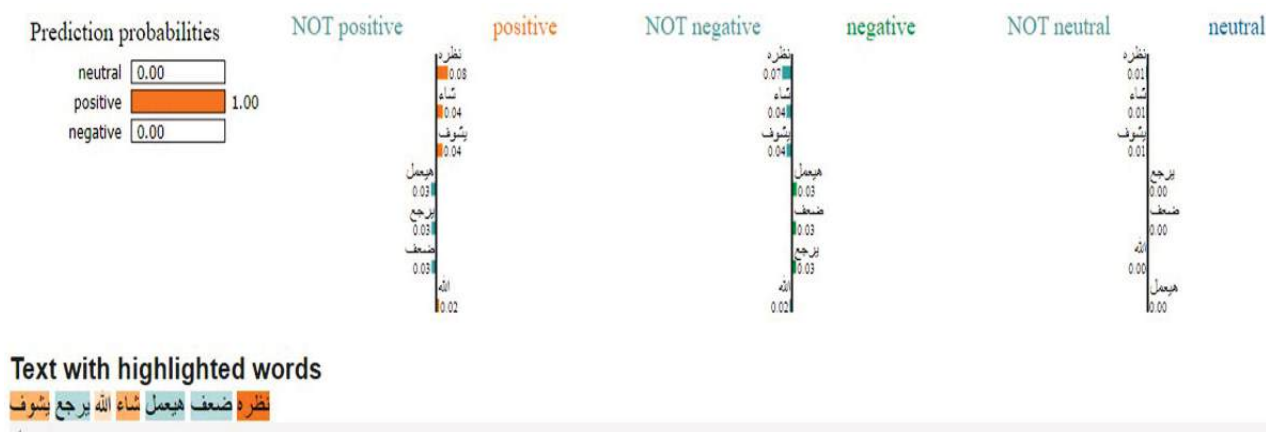 Prediction probabilities
neutral 0.00
positive 1.00
negative 0.00
NOT positive positive
نظره
0.08
شاء
0.04
يشوف
0.04
هيعمل
0.03
يرجع
0.03
ضعف
0.03
الله
0.02
NOT negative negative
نظره
0.07
شاء
0.04
يشوف
0.04
هيعمل
0.03
ضعف
0.03
يرجع
0.03
الله
0.02
NOT neutral neutral
نظره
0.01
شاء
0.01
يشوف
0.01
يرجع
0.00
ضعف
0.00
الله
0.00
هيعمل
0.00
Text with highlighted words
نظره ضعف هيعمل شاء الله يرجع يشوف